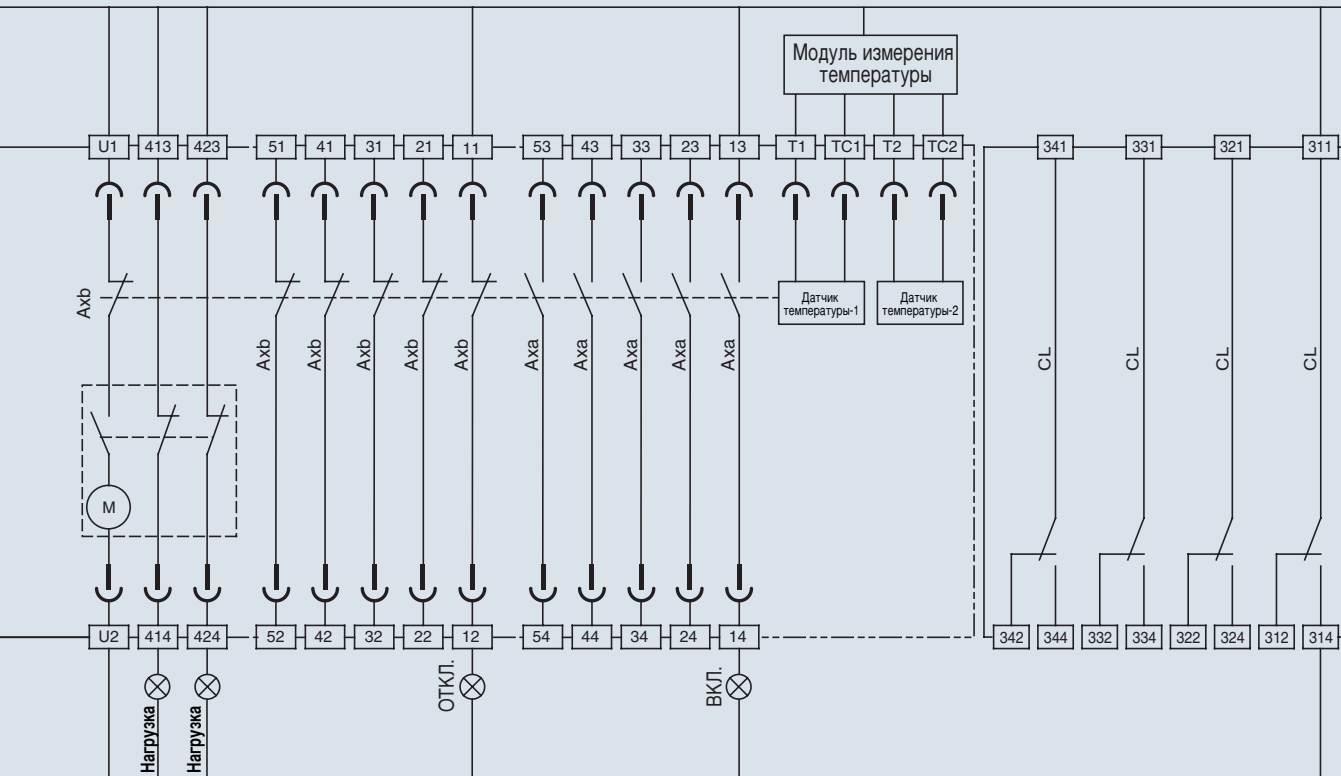 Модуль измерения
температуры
U1 413 423 51 41 31 21 11 53 43 33 23 13 T1 TC1 T2 TC2 341 331 321 311
Axb
Датчик
температуры-1
Датчик
температуры-2
Axb Axb Axb Axb Axb Axa Axa Axa Axa Axa CL CL CL CL
M
U2 414 424 52 42 32 22 12 54 44 34 24 14 342 344 332 334 322 324 312 314
ОТКЛ.
ВКЛ.
Нагрузка
Нагрузка